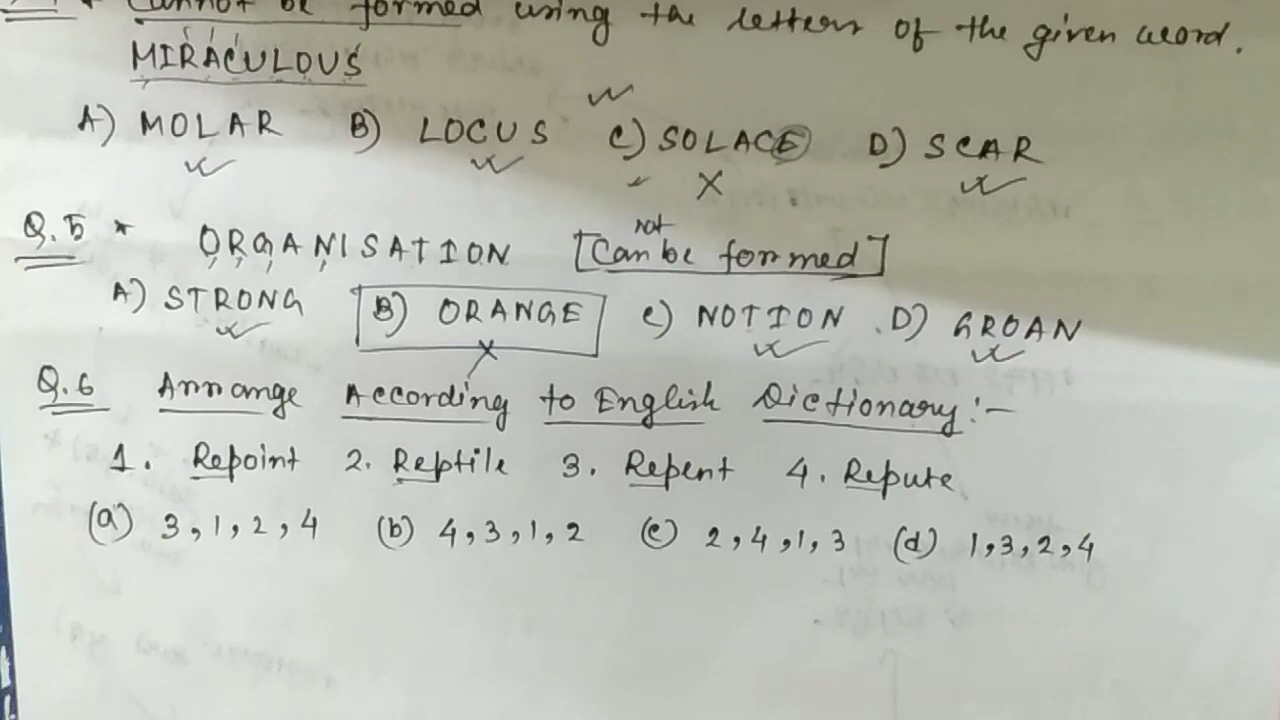 Cannot be formed using the letters of the given word.
MIRACULOUS
A) MOLAR B) LOCUS C) SOLACE D) SCAR
Q.5 * ORGANISATION [Can not be formed]
A) STRONG B) ORANGE C) NOTION D) GROAN
Q.6 Arrange According to English Dictionary:-
1. Repoint 2. Reptile 3. Repent 4. Repute
(a) 3,1,2,4 (b) 4,3,1,2 (c) 2,4,1,3 (d) 1,3,2,4